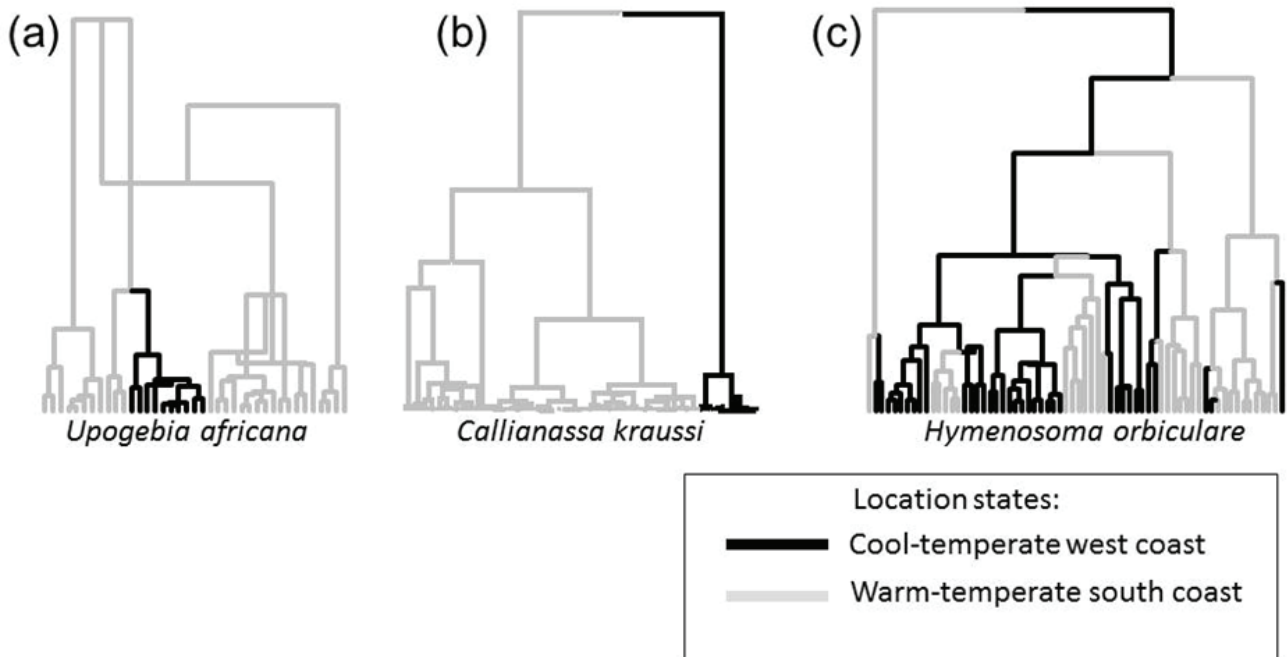 (a)
(b)
(c)
Upogebia africana
Callianassa kraussi
Hymenosoma orbiculare
Location states:
Cool-temperate west coast
Warm-temperate south coast